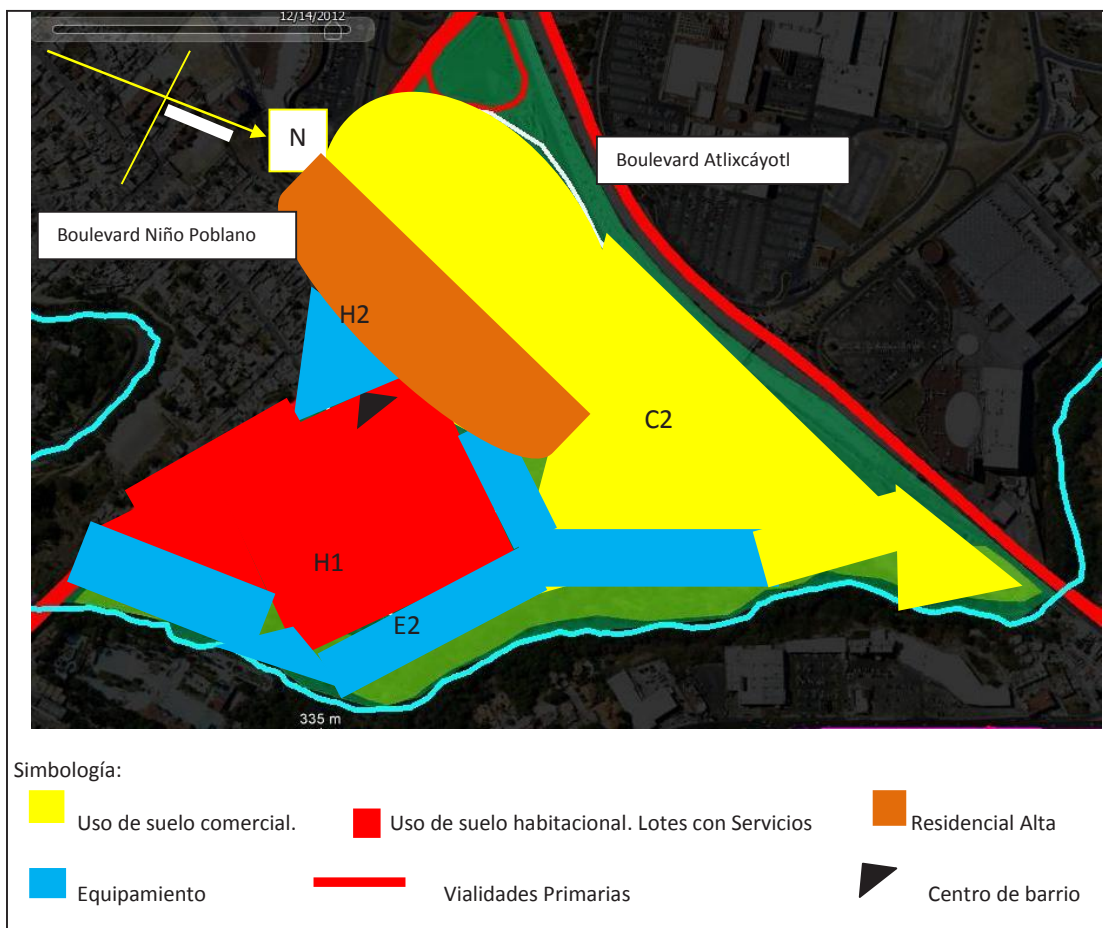 12/14/2012
N
Boulevard Atlixcáyotl
Boulevard Niño Poblano
H2
C2
H1
E2
335 m
Simbología:
Uso de suelo comercial.
Uso de suelo habitacional. Lotes con Servicios
Residencial Alta
Equipamiento
Vialidades Primarias
Centro de barrio